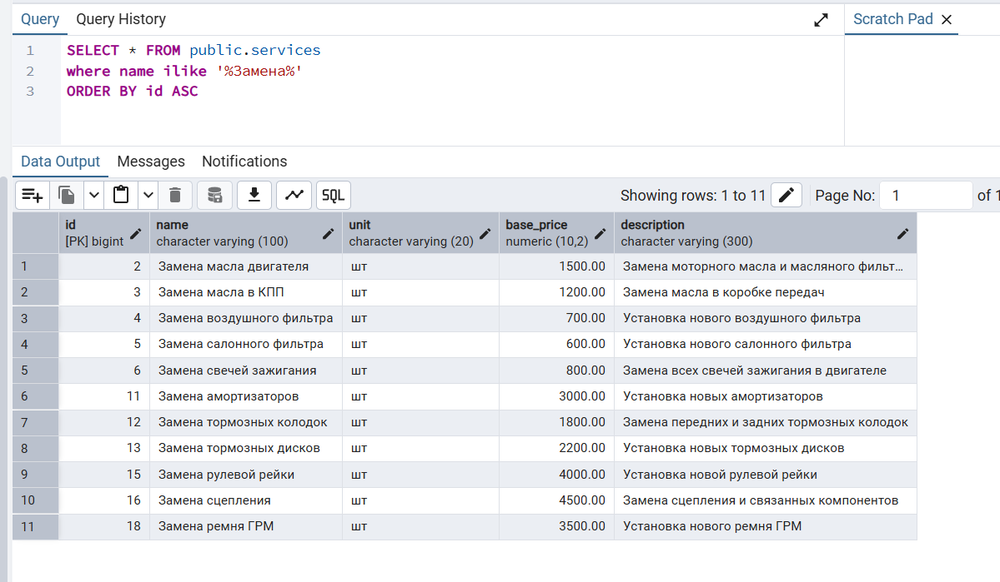 Query Query History Scratch Pad
1 SELECT * FROM public.services
2 where name ilike '%Замена%'
3 ORDER BY id ASC
Data Output Messages Notifications
SQL Showing rows: 1 to 11 Page No: 1 of 1
id name unit base_price description
[PK] bigint character varying (100) character varying (20) numeric (10,2) character varying (300)
1 2 Замена масла двигателя шт 1500.00 Замена моторного масла и масляного фильт...
2 3 Замена масла в КПП шт 1200.00 Замена масла в коробке передач
3 4 Замена воздушного фильтра шт 700.00 Установка нового воздушного фильтра
4 5 Замена салонного фильтра шт 600.00 Установка нового салонного фильтра
5 6 Замена свечей зажигания шт 800.00 Замена всех свечей зажигания в двигателе
6 11 Замена амортизаторов шт 3000.00 Установка новых амортизаторов
7 12 Замена тормозных колодок шт 1800.00 Замена передних и задних тормозных колодок
8 13 Замена тормозных дисков шт 2200.00 Установка новых тормозных дисков
9 15 Замена рулевой рейки шт 4000.00 Установка новой рулевой рейки
10 16 Замена сцепления шт 4500.00 Замена сцепления и связанных компонентов
11 18 Замена ремня ГРМ шт 3500.00 Установка нового ремня ГРМ